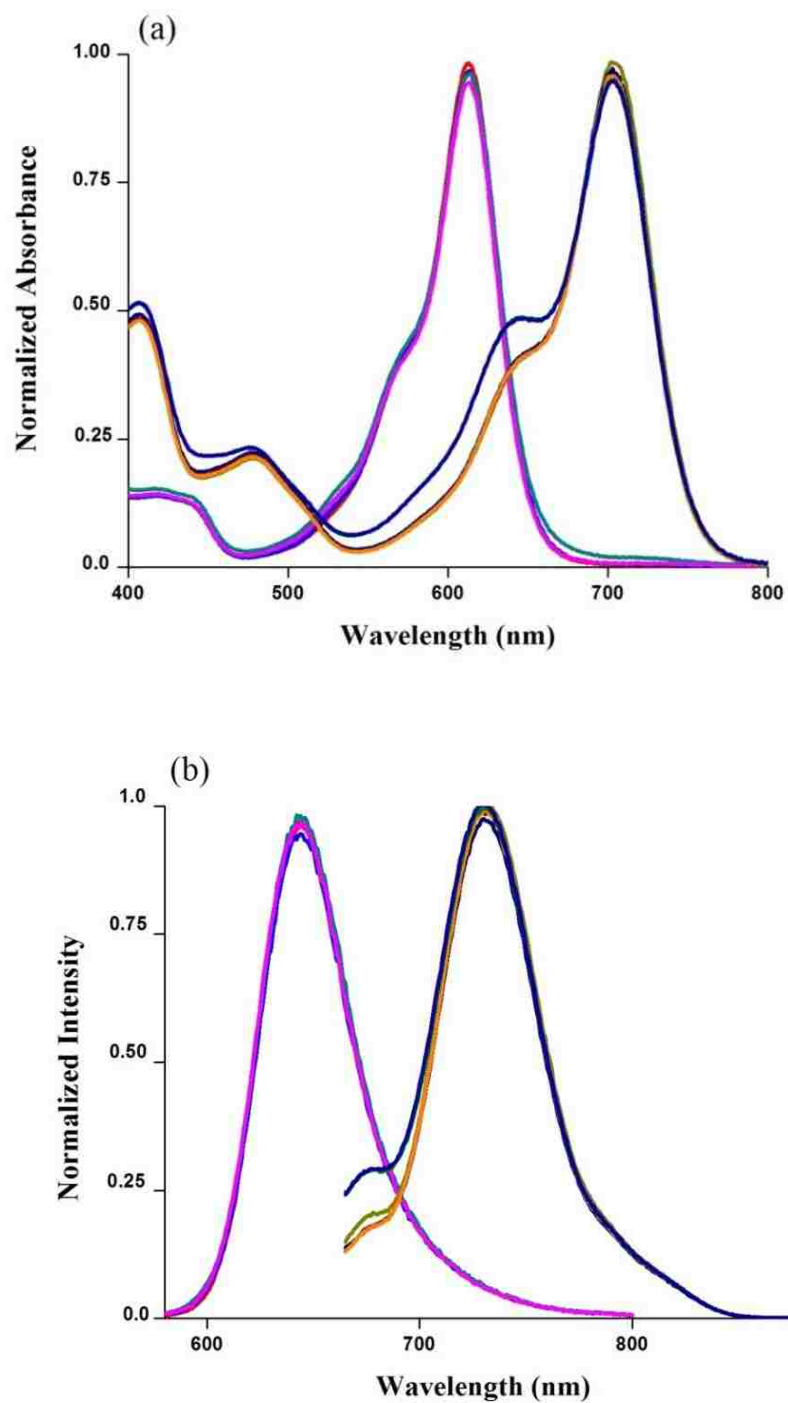 (a)
1.00
0.75
0.50
0.25
0.0
400 500 600 700 800
Normalized Absorbance
Wavelength (nm)
(b)
1.0
0.75
0.50
0.25
0.0
600 700 800
Normalized Intensity
Wavelength (nm)